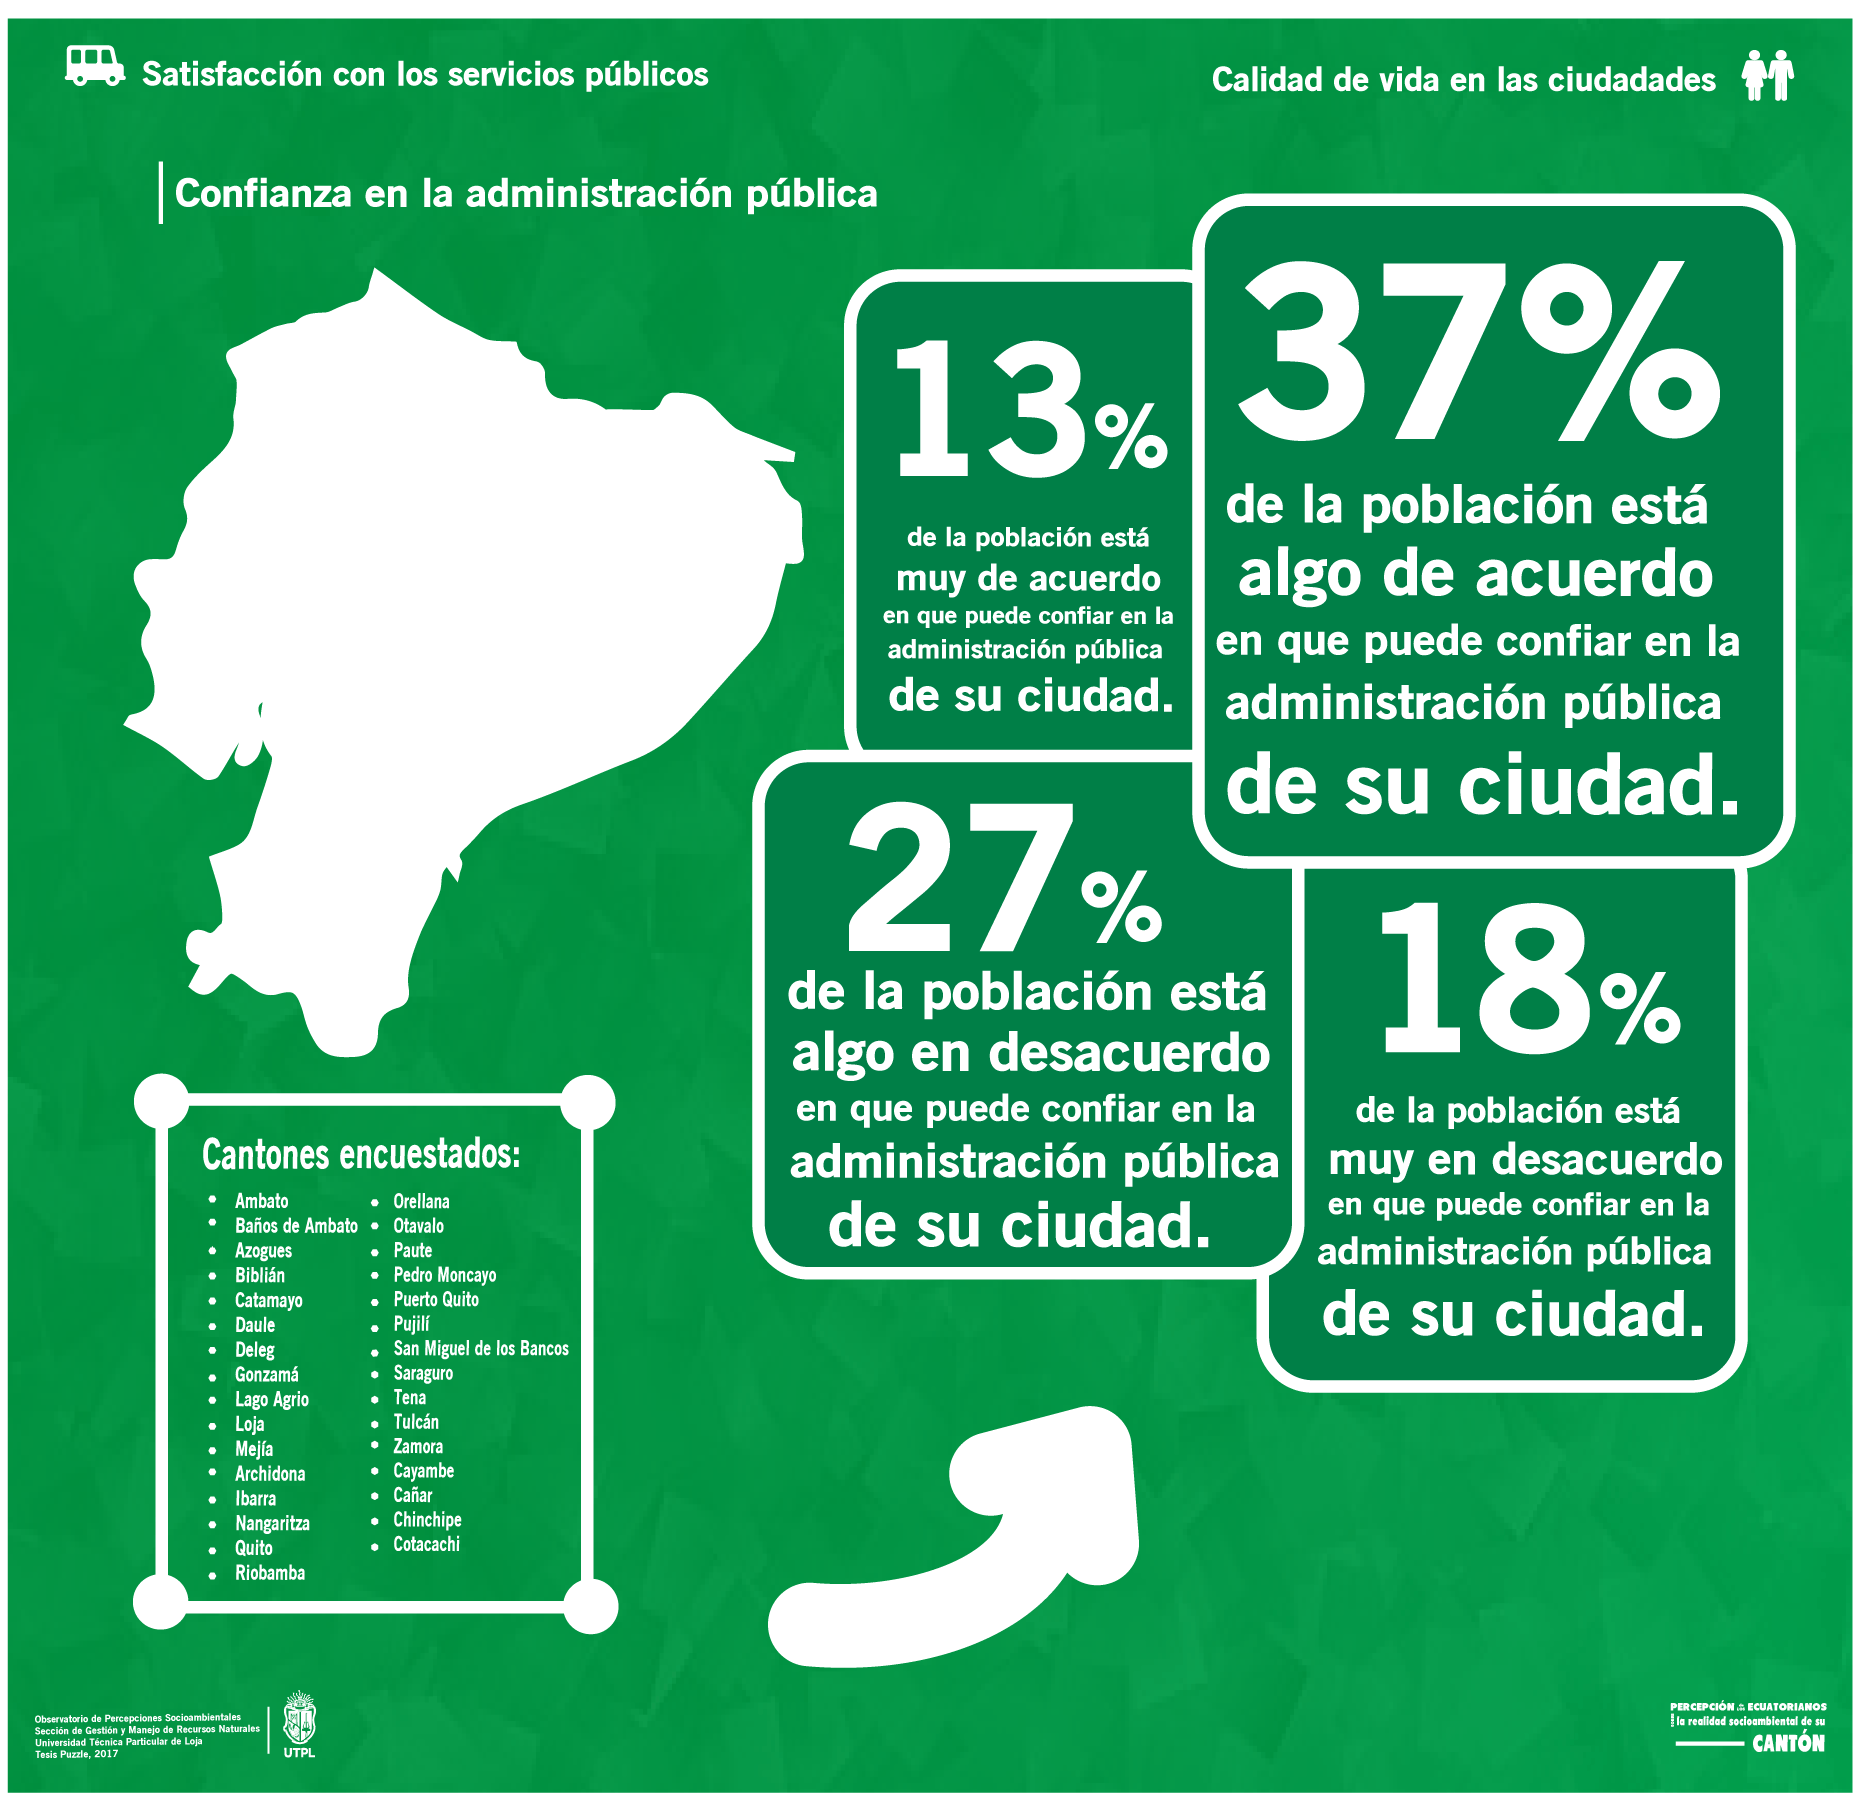 Satisfacción con los servicios públicos
Calidad de vida en las ciudadades
Confianza en la administración pública
13%
de la población está
muy de acuerdo
en que puede confiar en la
administración pública
de su ciudad.
37%
de la población está
algo de acuerdo
en que puede confiar en la
administración pública
de su ciudad.
27%
de la población está
algo en desacuerdo
en que puede confiar en la
administración pública
de su ciudad.
18%
de la población está
muy en desacuerdo
en que puede confiar en la
administración pública
de su ciudad.
Cantones encuestados:
Ambato
Baños de Ambato
Azogues
Biblián
Catamayo
Daule
Deleg
Gonzamá
Lago Agrio
Loja
Mejía
Archidona
Ibarra
Nangaritza
Quito
Riobamba
Orellana
Otavalo
Paute
Pedro Moncayo
Puerto Quito
Pujilí
San Miguel de los Bancos
Saraguro
Tena
Tulcán
Zamora
Cayambe
Cañar
Chinchipe
Cotacachi
Observatorio de Percepciones Socioambientales
Sección de Gestión y Manejo de Recursos Naturales
Universidad Técnica Particular de Loja
Tesis Puzzle, 2017
UTPL
PERCEPCIÓN ECUATORIANOS
la realidad socioambiental de su
CANTÓN